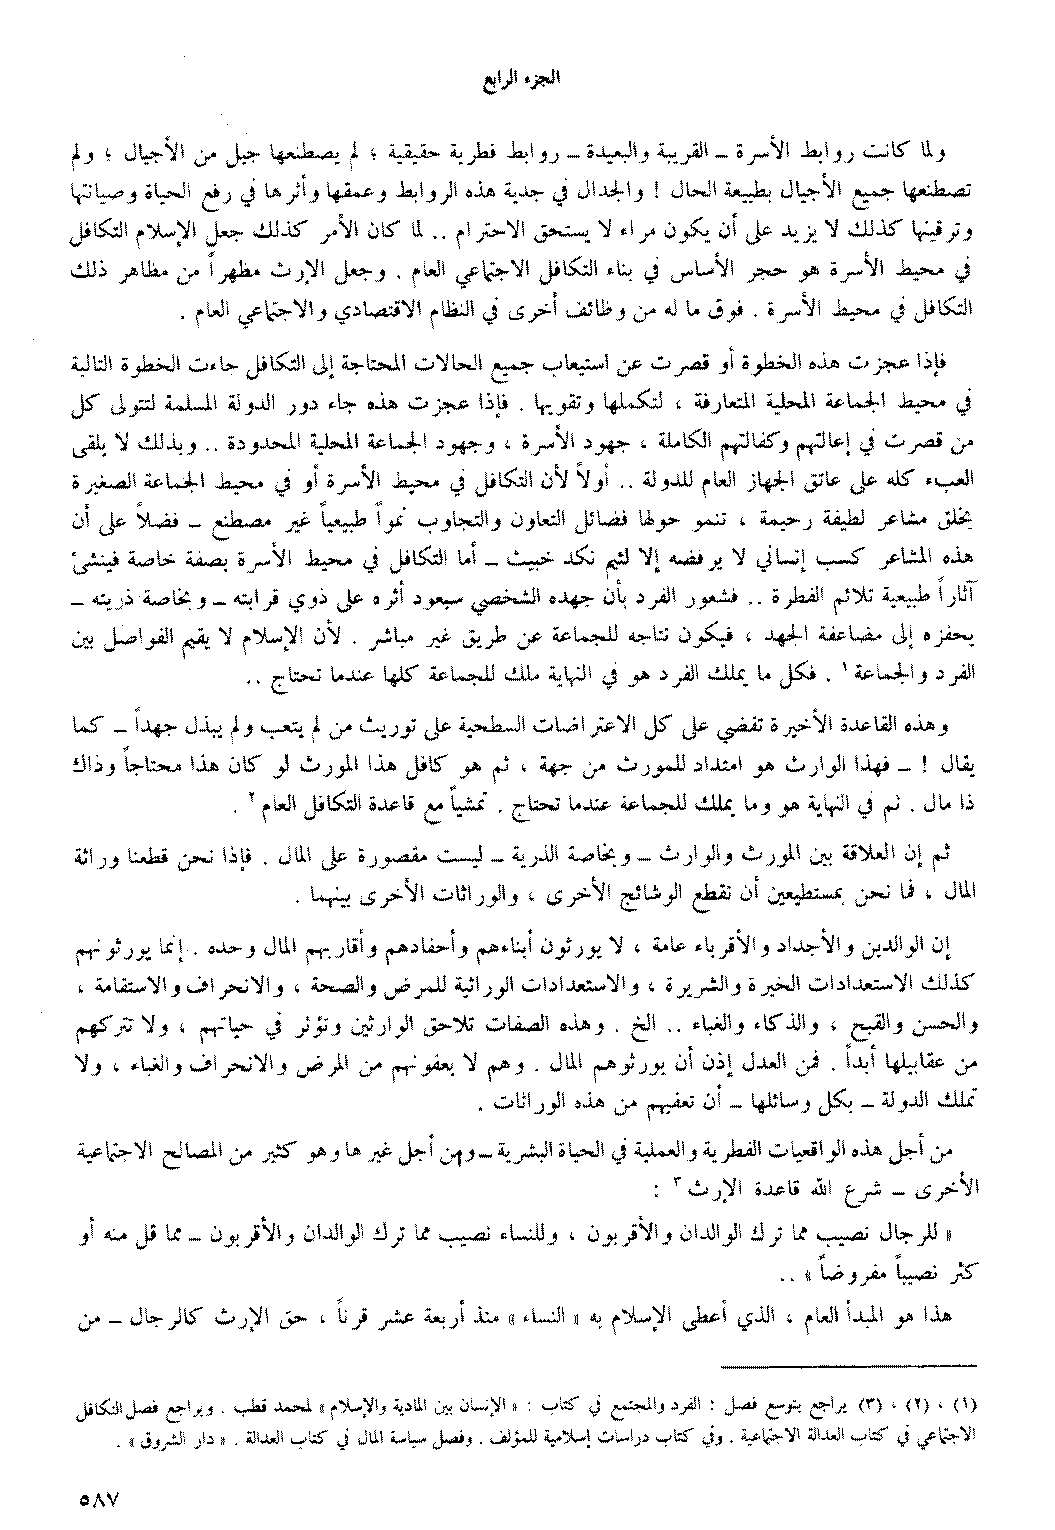 الجزء الرابع
ولما كانت روابط الأسرة – القريبة والبعيدة – روابط فطرية حقيقية ؛ لم يصطنعها جيل من الأجيال ؛ ولم
تصطنعها جميع الأجيال بطبيعة الحال ! والجدال في جدية هذه الروابط وعمقها وأثرها في رفع الحياة وصيانتها
وترقيتها كذلك لا يزيد على أن يكون مراء لا يستحق الاحترام .. لما كان الأمر كذلك جعل الإسلام التكافل
في محيط الأسرة هو حجر الأساس في بناء التكافل الاجتماعي العام . وجعل الإرث مظهراً من مظاهر ذلك
التكافل في محيط الأسرة . فوق ما له من وظائف أخرى في النظام الاقتصادي والاجتماعي العام .
فإذا عجزت هذه الخطوة أو قصرت عن استيعاب جميع الحالات المحتاجة إلى التكافل جاءت الخطوة التالية
في محيط الجماعة المحلية المتعارفة ، لتكملها وتقويها . فإذا عجزت هذه جاء دور الدولة المسلمة لتتولى كل
من قصرت في إعالتهم وكفالتهم الكاملة ، جهود الأسرة ، وجهود الجماعة المحلية المحدودة .. وبذلك لا يلقى
العبء كله على عاتق الجهاز العام للدولة .. أولاً لأن التكافل في محيط الأسرة أو في محيط الجماعة الصغيرة
يخلق مشاعر لطيفة رحيمة ، تنمو حولها فضائل التعاون والتجاوب نمواً طبيعياً غير مصطنع – فضلاً على أن
هذه المشاعر كسب إنساني لا يرفضه إلا لئيم نكد خبيث – أما التكافل في محيط الأسرة بصفة خاصة فينشئ
آثاراً طبيعية تلائم الفطرة .. فشعور الفرد بأن جهده الشخصي سيعود أثره على ذوي قرابته – وبخاصة ذريته –
يحفزه إلى مضاعفة الجهد ، فيكون نتاجه للجماعة عن طريق غير مباشر . لأن الإسلام لا يقيم الفواصل بين
الفرد والجماعة ١ . فكل ما يملك الفرد هو في النهاية ملك للجماعة كلها عندما تحتاج ..
وهذه القاعدة الأخيرة تقضي على كل الاعتراضات السطحية على توريث من لم يتعب ولم يبذل جهداً – كما
يقال ! – فهذا الوارث هو امتداد للمورث من جهة ، ثم هو كافل هذا المورث لو كان هذا محتاجاً وذاك
ذا مال . ثم في النهاية هو وما يملك للجماعة عندما تحتاج . تمشياً مع قاعدة التكافل العام ٢ .
ثم إن العلاقة بين المورث والوارث – وبخاصة الذرية – ليست مقصورة على المال . فإذا نحن قطعنا وراثة
المال ، فما نحن بمستطيعين أن نقطع الوشائج الأخرى ، والوراثات الأخرى بينهما .
إن الوالدين والأجداد والأقرباء عامة ، لا يورثون أبناءهم وأحفادهم وأقاربهم المال وحده . إنما يورثونهم
كذلك الاستعدادات الخيرة والشريرة ، والاستعدادات الوراثية للمرض والصحة ، والانحراف والاستقامة ،
والحسن والقبح ، والذكاء والغباء .. الخ . وهذه الصفات تلاحق الوارثين وتؤثر في حياتهم ، ولا تتركهم
من عقابيلها أبداً . فمن العدل إذن أن يورثوهم المال . وهم لا يعفونهم من المرض والانحراف والغباء ، ولا
تملك الدولة – بكل وسائلها – أن تعفيهم من هذه الوراثات .
من أجل هذه الواقعيات الفطرية والعملية في الحياة البشرية – ومن أجل غيرها وهو كثير من المصالح الاجتماعية
الأخرى – شرع الله قاعدة الإرث ٣ :
« للرجال نصيب مما ترك الوالدان والأقربون ، وللنساء نصيب مما ترك الوالدان والأقربون – مما قل منه أو
كثر نصيباً مفروضاً » ..
هذا هو المبدأ العام ، الذي أعطى الإسلام به « النساء » منذ أربعة عشر قرناً ، حق الإرث كالرجال – من
(١) ، (٢) ، (٣) يراجع بتوسع فصل : الفرد والمجتمع في كتاب : « الإنسان بين المادية والإسلام » لمحمد قطب . ويراجع فصل التكافل
الاجتماعي في كتاب العدالة الاجتماعية . وفي كتاب دراسات إسلامية للمؤلف . وفصل سياسة المال في كتاب العدالة . « دار الشروق » .
٥٨٧